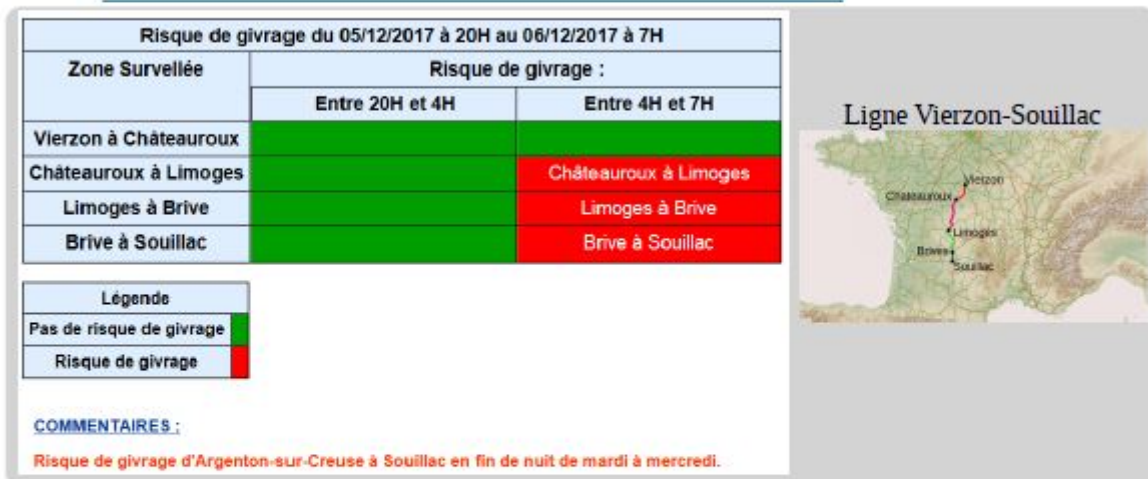 Risque de givrage du 05/12/2017 à 20H au 06/12/2017 à 7H
Zone Survellée
Risque de givrage :
Entre 20H et 4H
Entre 4H et 7H
Vierzon à Châteauroux
Châteauroux à Limoges
Châteauroux à Limoges
Limoges à Brive
Limoges à Brive
Brive à Souillac
Brive à Souillac
Légende
Pas de risque de givrage
Risque de givrage
COMMENTAIRES :
Risque de givrage d'Argenton-sur-Creuse à Souillac en fin de nuit de mardi à mercredi.
Ligne Vierzon-Souillac
Vierzon
Chateauroux
Limoges
Brives
Souillac